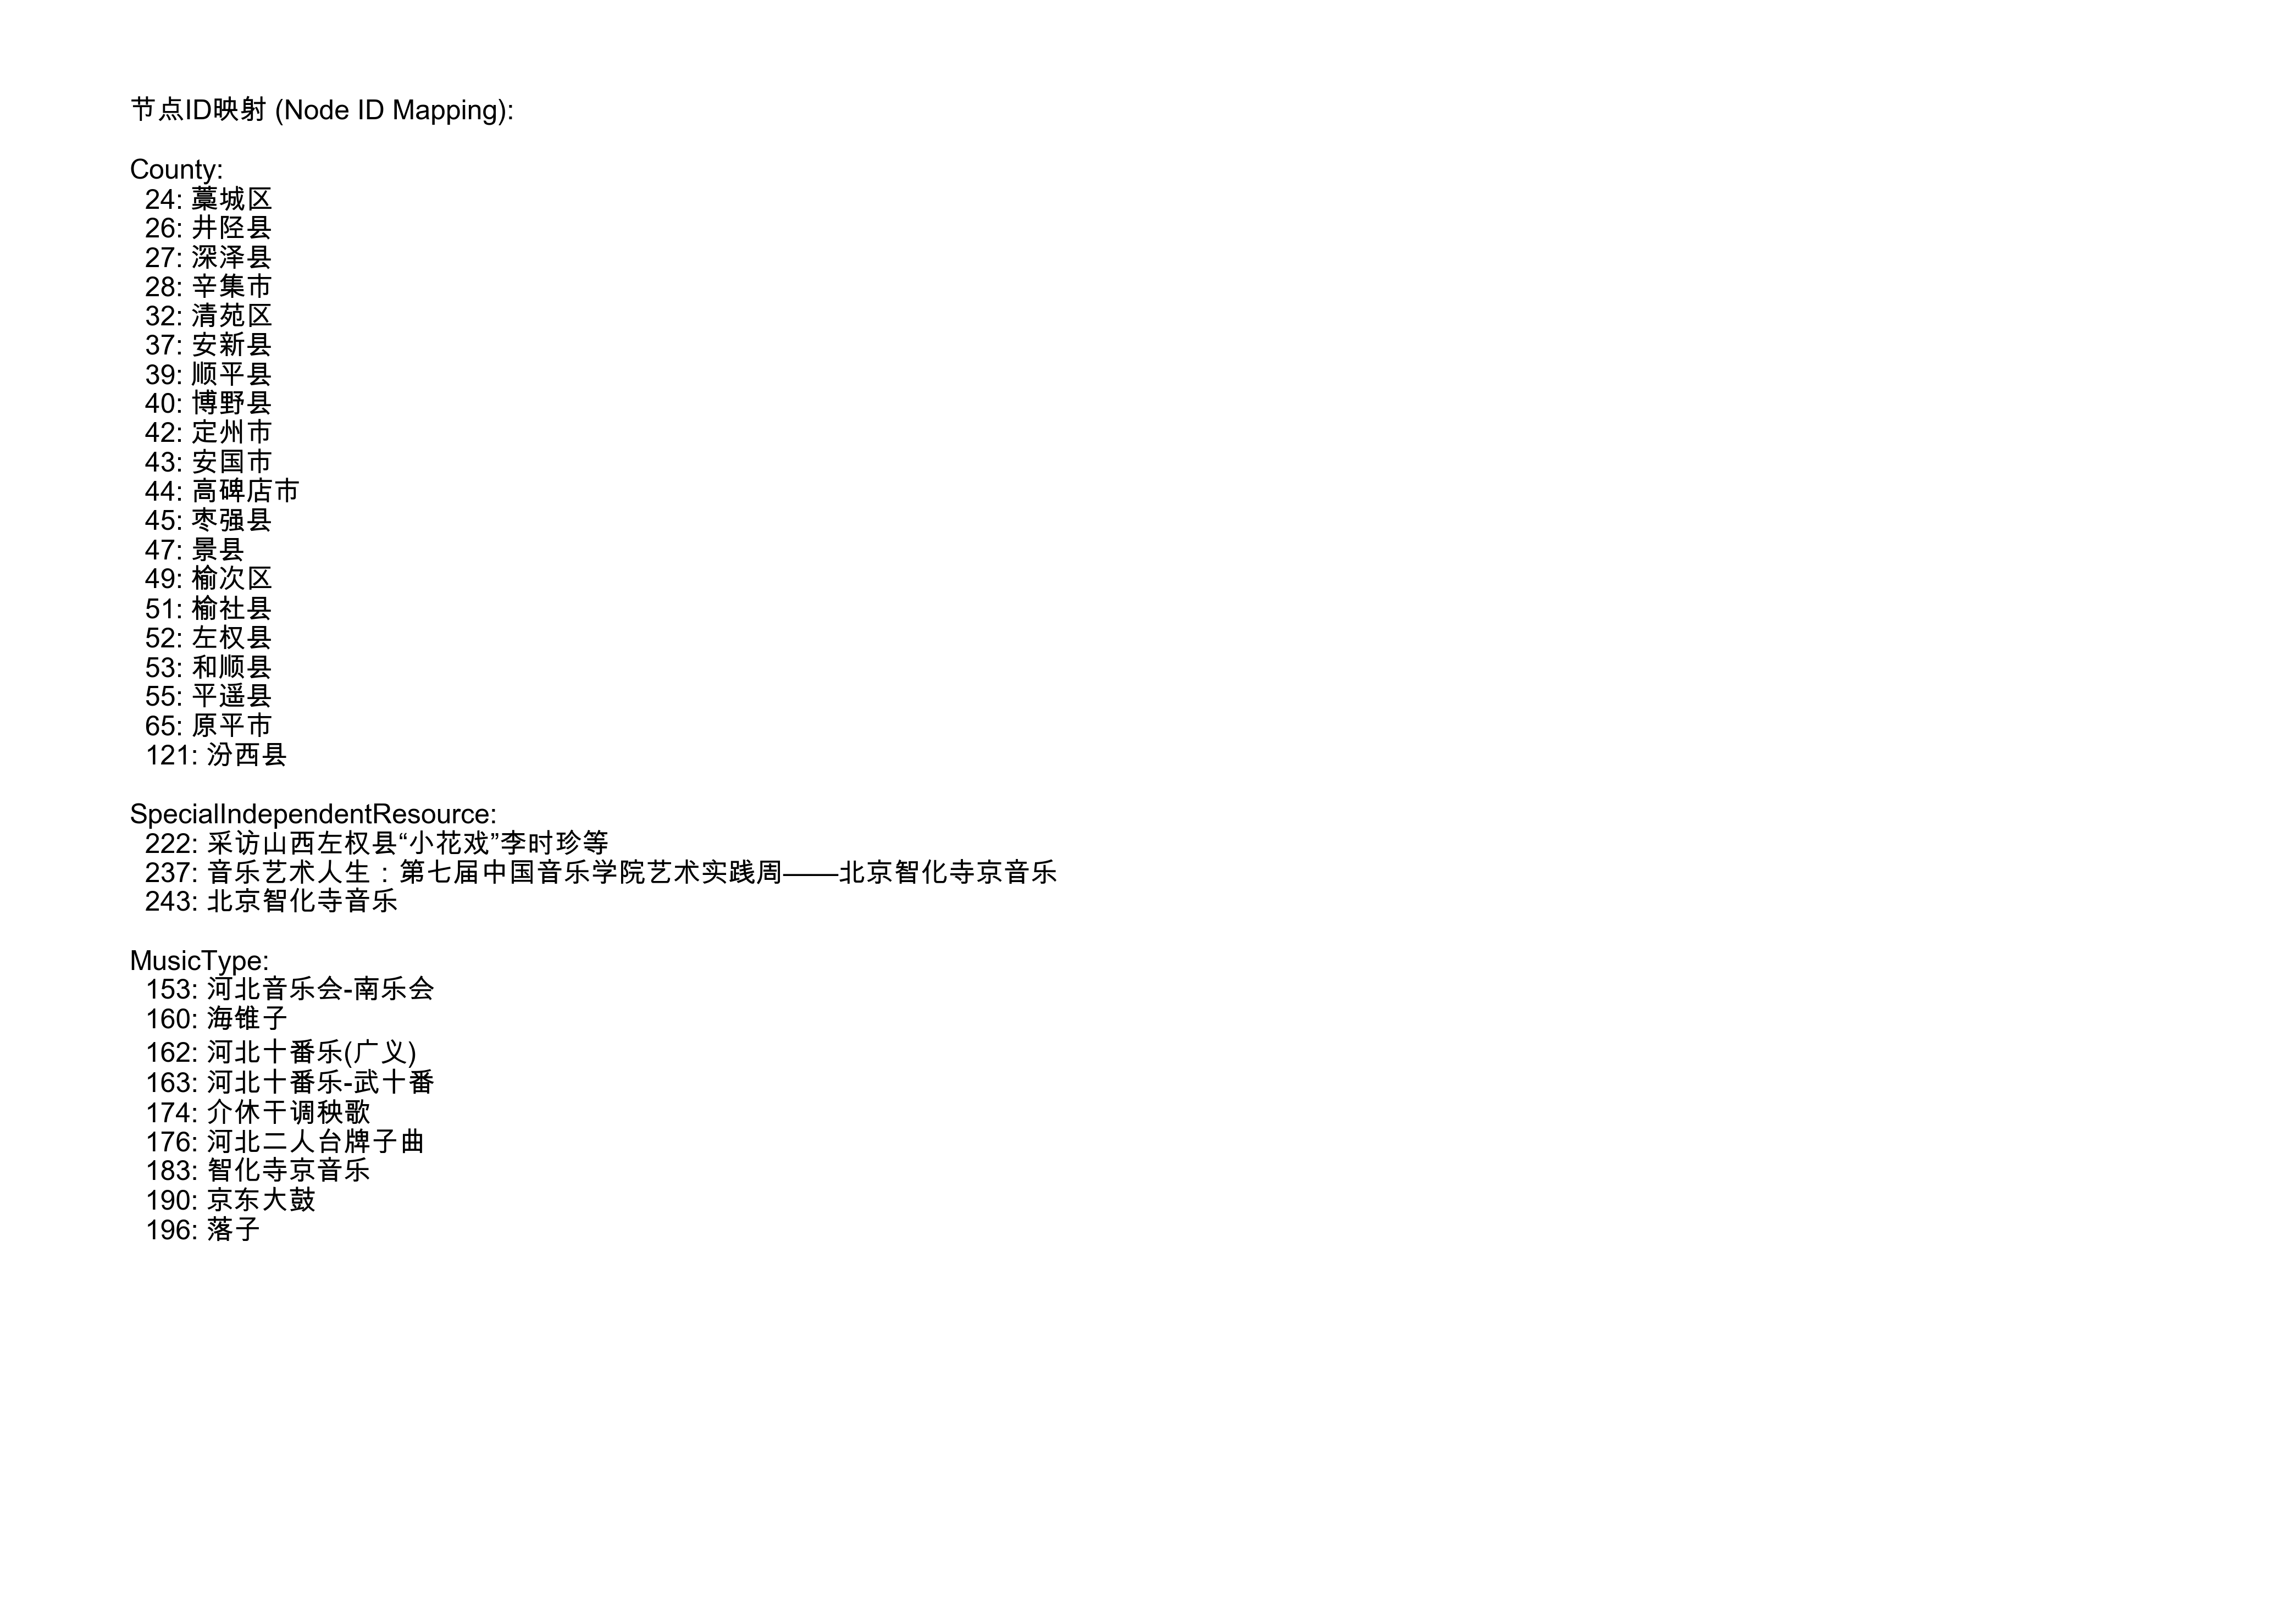 节点ID映射 (Node ID Mapping):
County:
24: 藁城区
26: 井陉县
27: 深泽县
28: 辛集市
32: 清苑区
37: 安新县
39: 顺平县
40: 博野县
42: 定州市
43: 安国市
44: 高碑店市
45: 枣强县
47: 景县
49: 榆次区
51: 榆社县
52: 左权县
53: 和顺县
55: 平遥县
65: 原平市
121: 汾西县
SpecialIndependentResource:
222: 采访山西左权县“小花戏”李时珍等
237: 音乐艺术人生：第七届中国音乐学院艺术实践周——北京智化寺京音乐
243: 北京智化寺音乐
MusicType:
153: 河北音乐会-南乐会
160: 海锥子
162: 河北十番乐(广义)
163: 河北十番乐-武十番
174: 介休干调秧歌
176: 河北二人台牌子曲
183: 智化寺京音乐
190: 京东大鼓
196: 落子